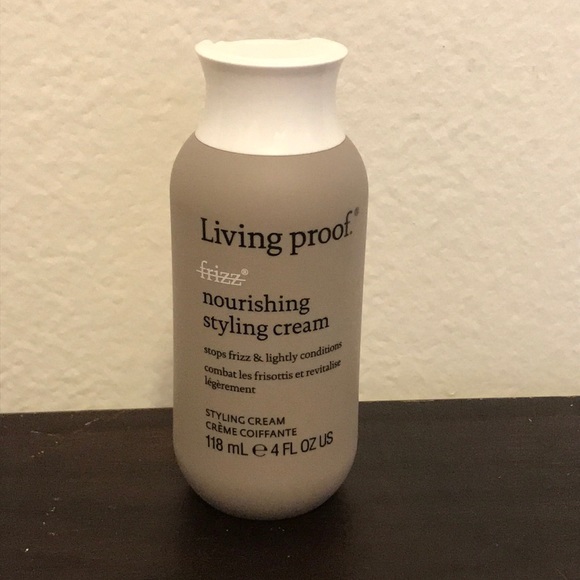 Living proof.®
frizz®
nourishing
styling cream
stops frizz & lightly conditions
combat les frisottis et revitalise
légèrement
STYLING CREAM
CRÈME COIFFANTE
118 mL ℮ 4 FL OZ US